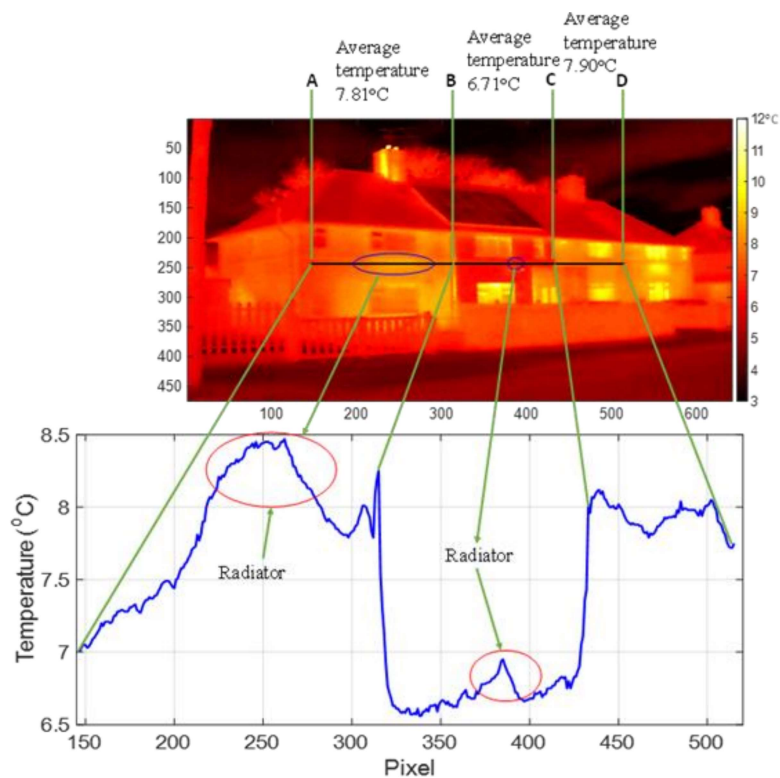 Average
temperature
7.81°C
Average
temperature
6.71°C
Average
temperature
7.90°C
A
B
C
D
50
100
150
200
250
300
350
400
450
100
200
300
400
500
600
12°C
11
10
9
8
7
6
5
4
3
8.5
8
7.5
7
6.5
Temperature (°C)
Radiator
Radiator
150
200
250
300
350
400
450
500
Pixel